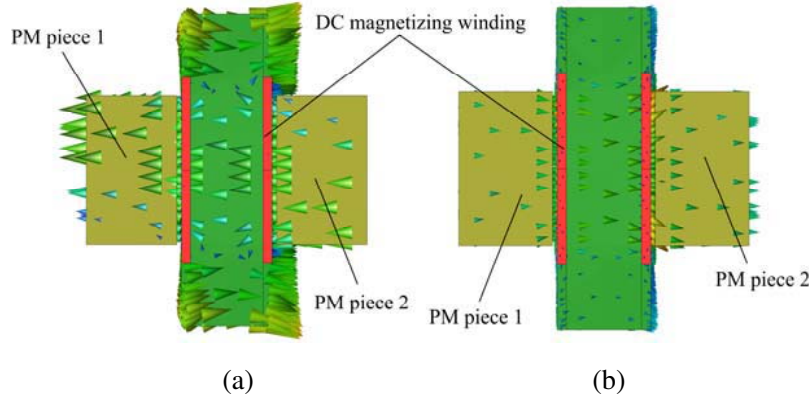 PM piece 1
DC magnetizing winding
PM piece 2
PM piece 1
PM piece 2
(a)
(b)